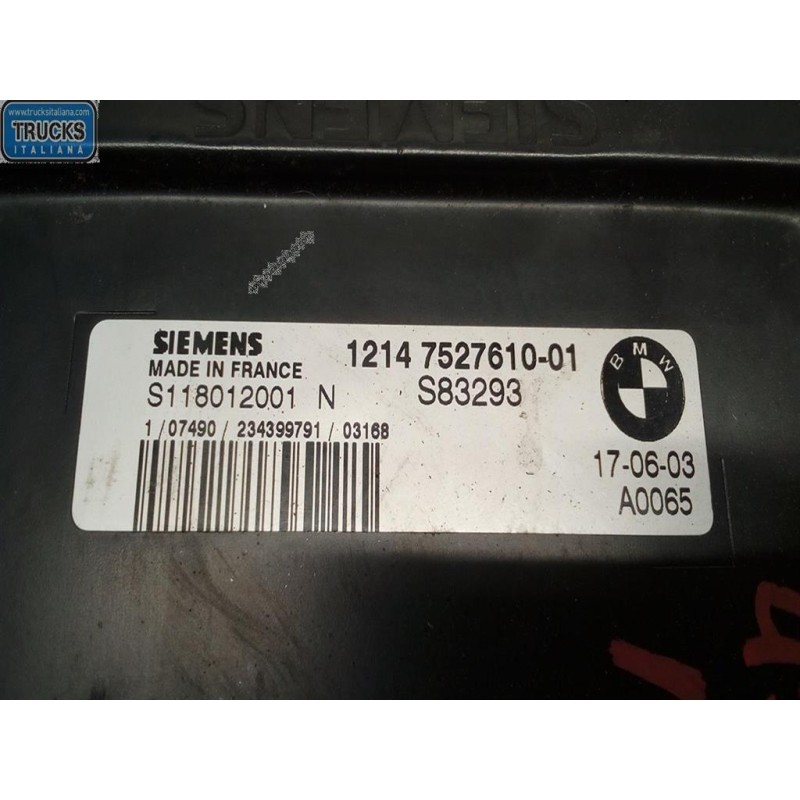 www.trucksitaliana.com
TRUCKS
ITALIANA
SIEMENS
SIEMENS
MADE IN FRANCE
1214 7527610-01
S118012001 N
S83293
BMW
1/07490/234399791/03168
17-06-03
A0065